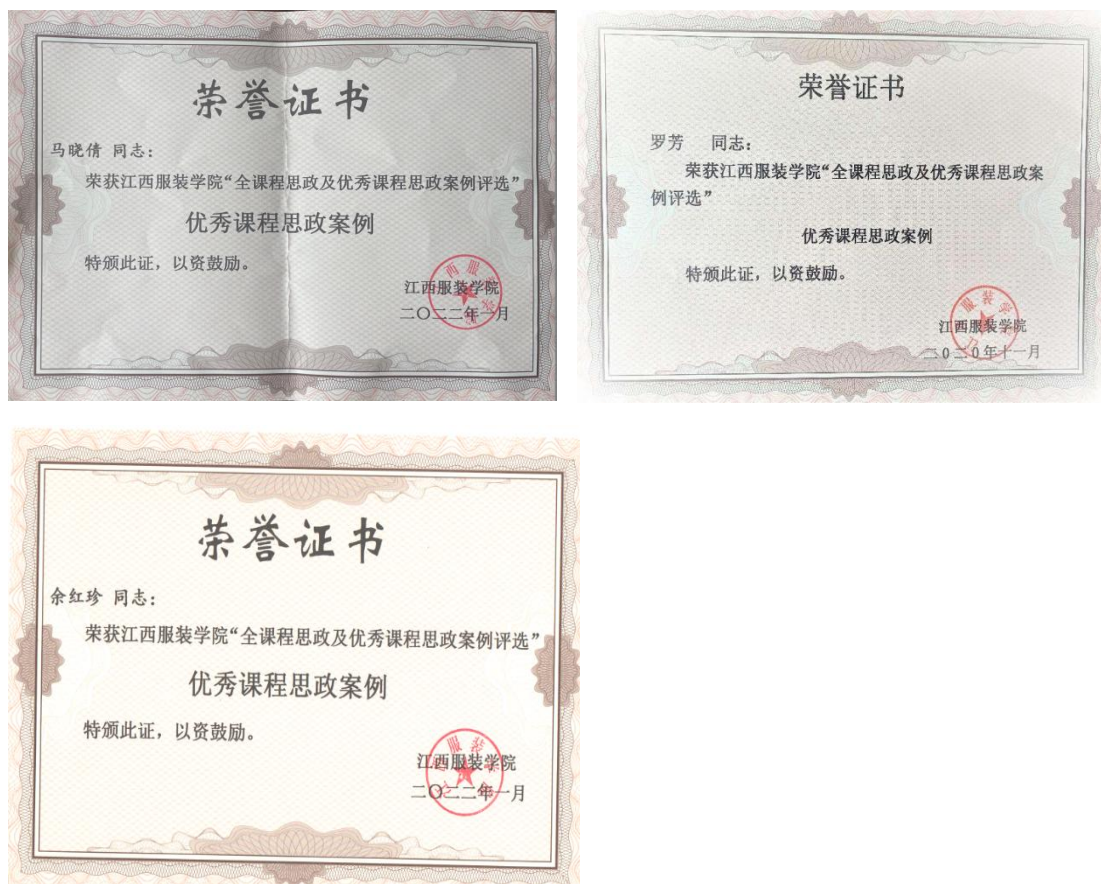 荣誉证书
马晓倩 同志：
荣获江西服装学院“全课程思政及优秀课程思政案例评选”
优秀课程思政案例
特颁此证，以资鼓励。
江西服装学院
二〇二二年一月
荣誉证书
罗芳 同志：
荣获江西服装学院“全课程思政及优秀课程思政案
例评选”
优秀课程思政案例
特颁此证，以资鼓励。
江西服装学院
二0二0年十一月
荣誉证书
余红珍 同志：
荣获江西服装学院“全课程思政及优秀课程思政案例评选”
优秀课程思政案例
特颁此证，以资鼓励。
江西服装学院
二〇二二年一月